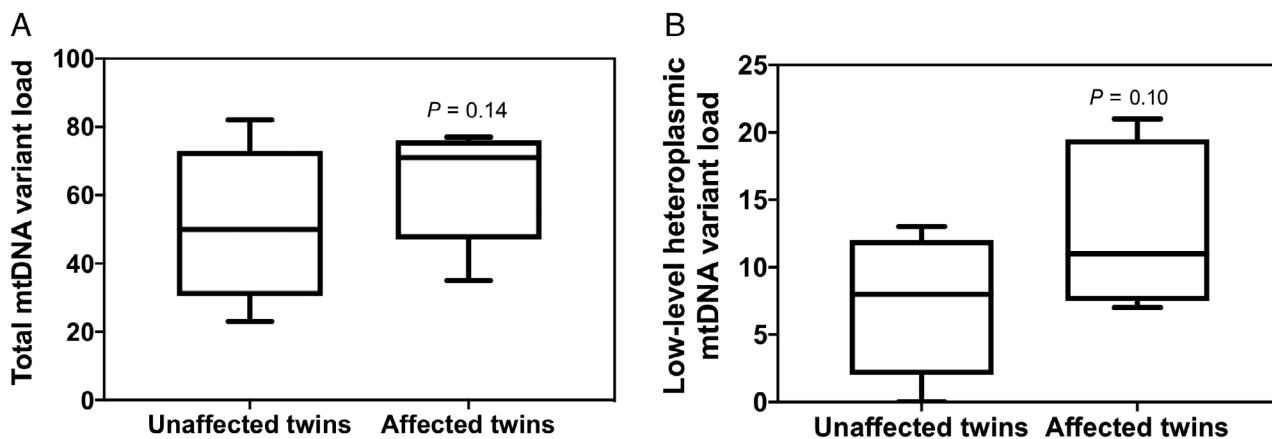 A
Total mtDNA variant load
100
80
60
40
20
0
P = 0.14
Unaffected twins
Affected twins
B
Low-level heteroplasmic
mtDNA variant load
25
20
15
10
5
0
P = 0.10
Unaffected twins
Affected twins